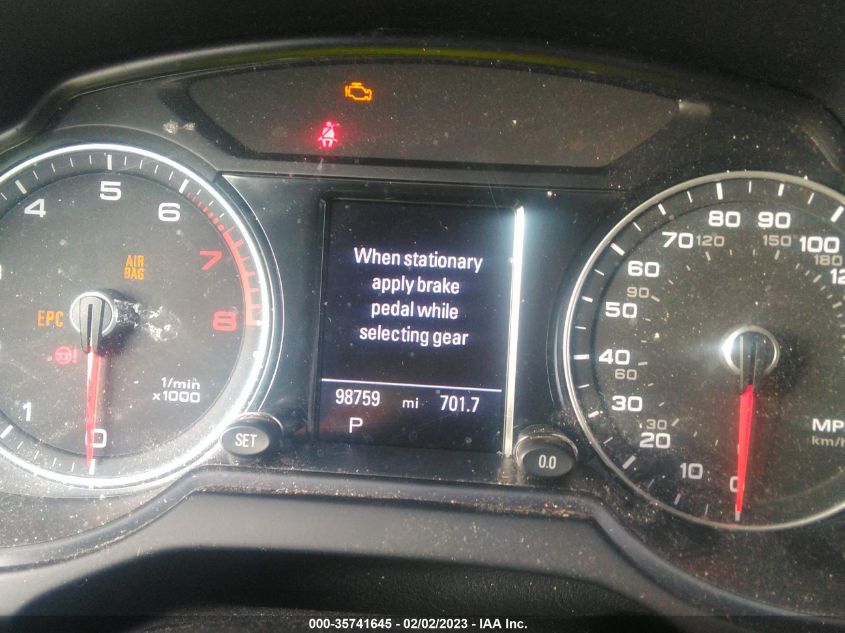 4 5 6 7 8
AIR
BAG
EPC
1/min
x1000
1 0
SET
When stationary
apply brake
pedal while
selecting gear
98759 mi 701.7
P
0.0
80 90
70 120 150 100
180
60
90
50
40
60
30
30
20
10
0
MP
km/h
000-35741645 - 02/02/2023 - IAA Inc.